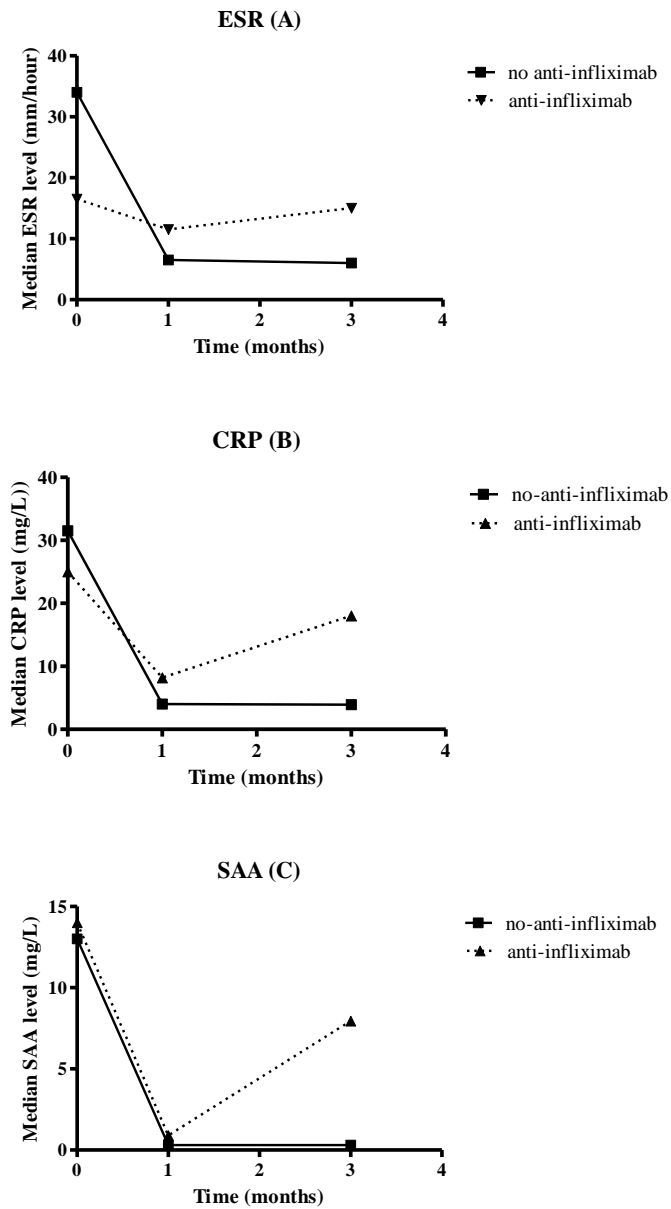 ESR (A)
Median ESR level (mm/hour)
40
30
20
10
0
0 1 2 3 4
Time (months)
no anti-infliximab
anti-infliximab
CRP (B)
Median CRP level (mg/L))
40
30
20
10
0
0 1 2 3 4
Time (months)
no-anti-infliximab
anti-infliximab
SAA (C)
Median SAA level (mg/L)
15
10
5
0
0 1 2 3 4
Time (months)
no-anti-infliximab
anti-infliximab